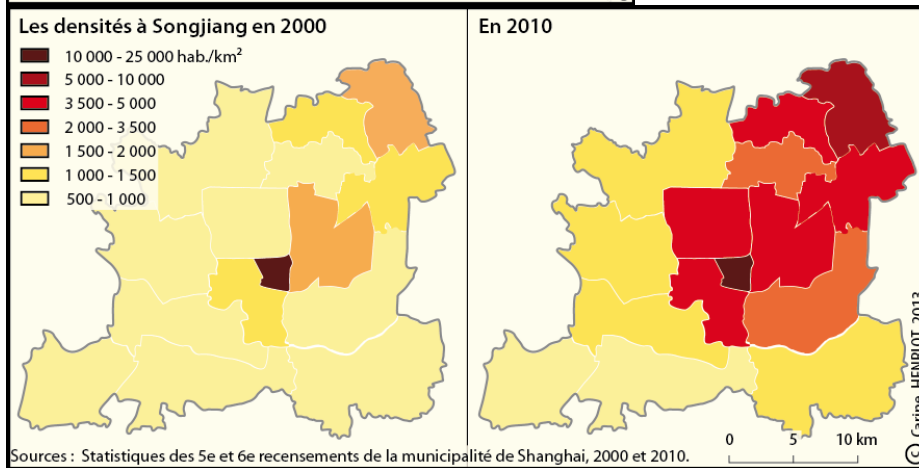 Les densités à Songjiang en 2000
10 000 - 25 000 hab./km²
5 000 - 10 000
3 500 - 5 000
2 000 - 3 500
1 500 - 2 000
1 000 - 1 500
500 - 1 000
En 2010
0 5 10 km
Sources : Statistiques des 5e et 6e recensements de la municipalité de Shanghai, 2000 et 2010.
© Carine HENRIOT, 2013